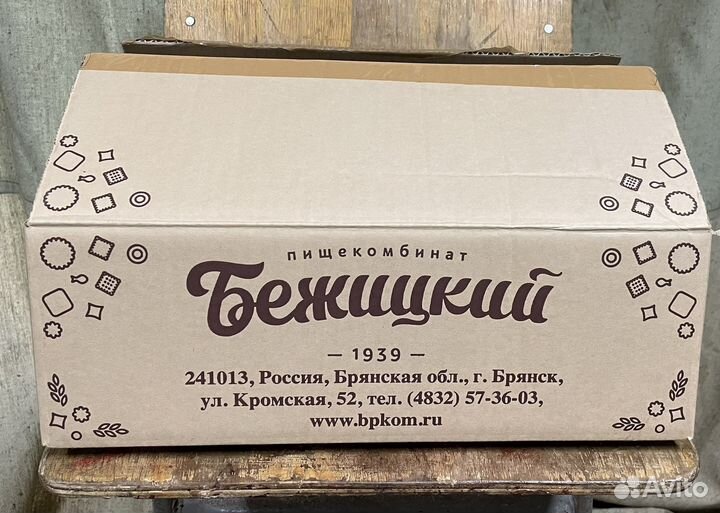 пищекомбинат
Бежицкий
— 1939 —
241013, Россия, Брянская обл., г. Брянск,
ул. Кромская, 52, тел. (4832) 57-36-03,
www.bpkom.ru
Avito